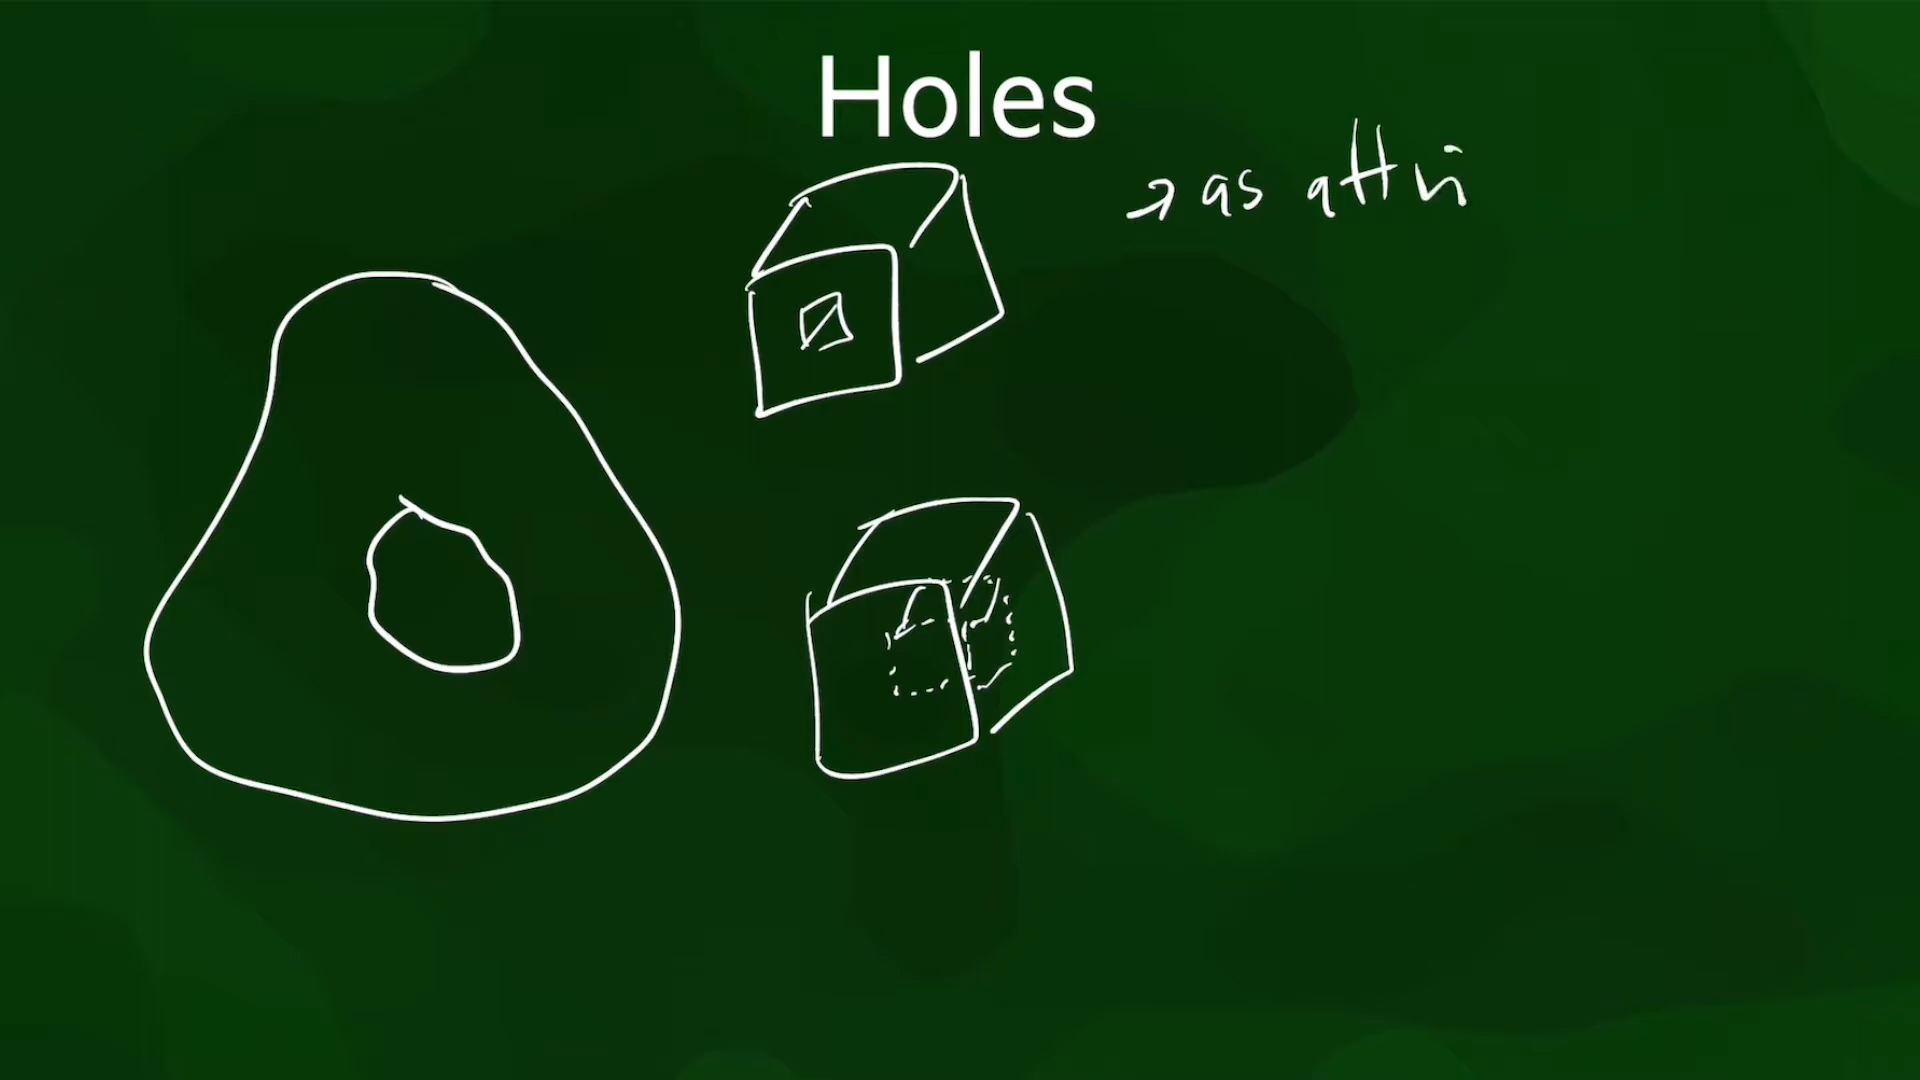 Holes
→ as attri